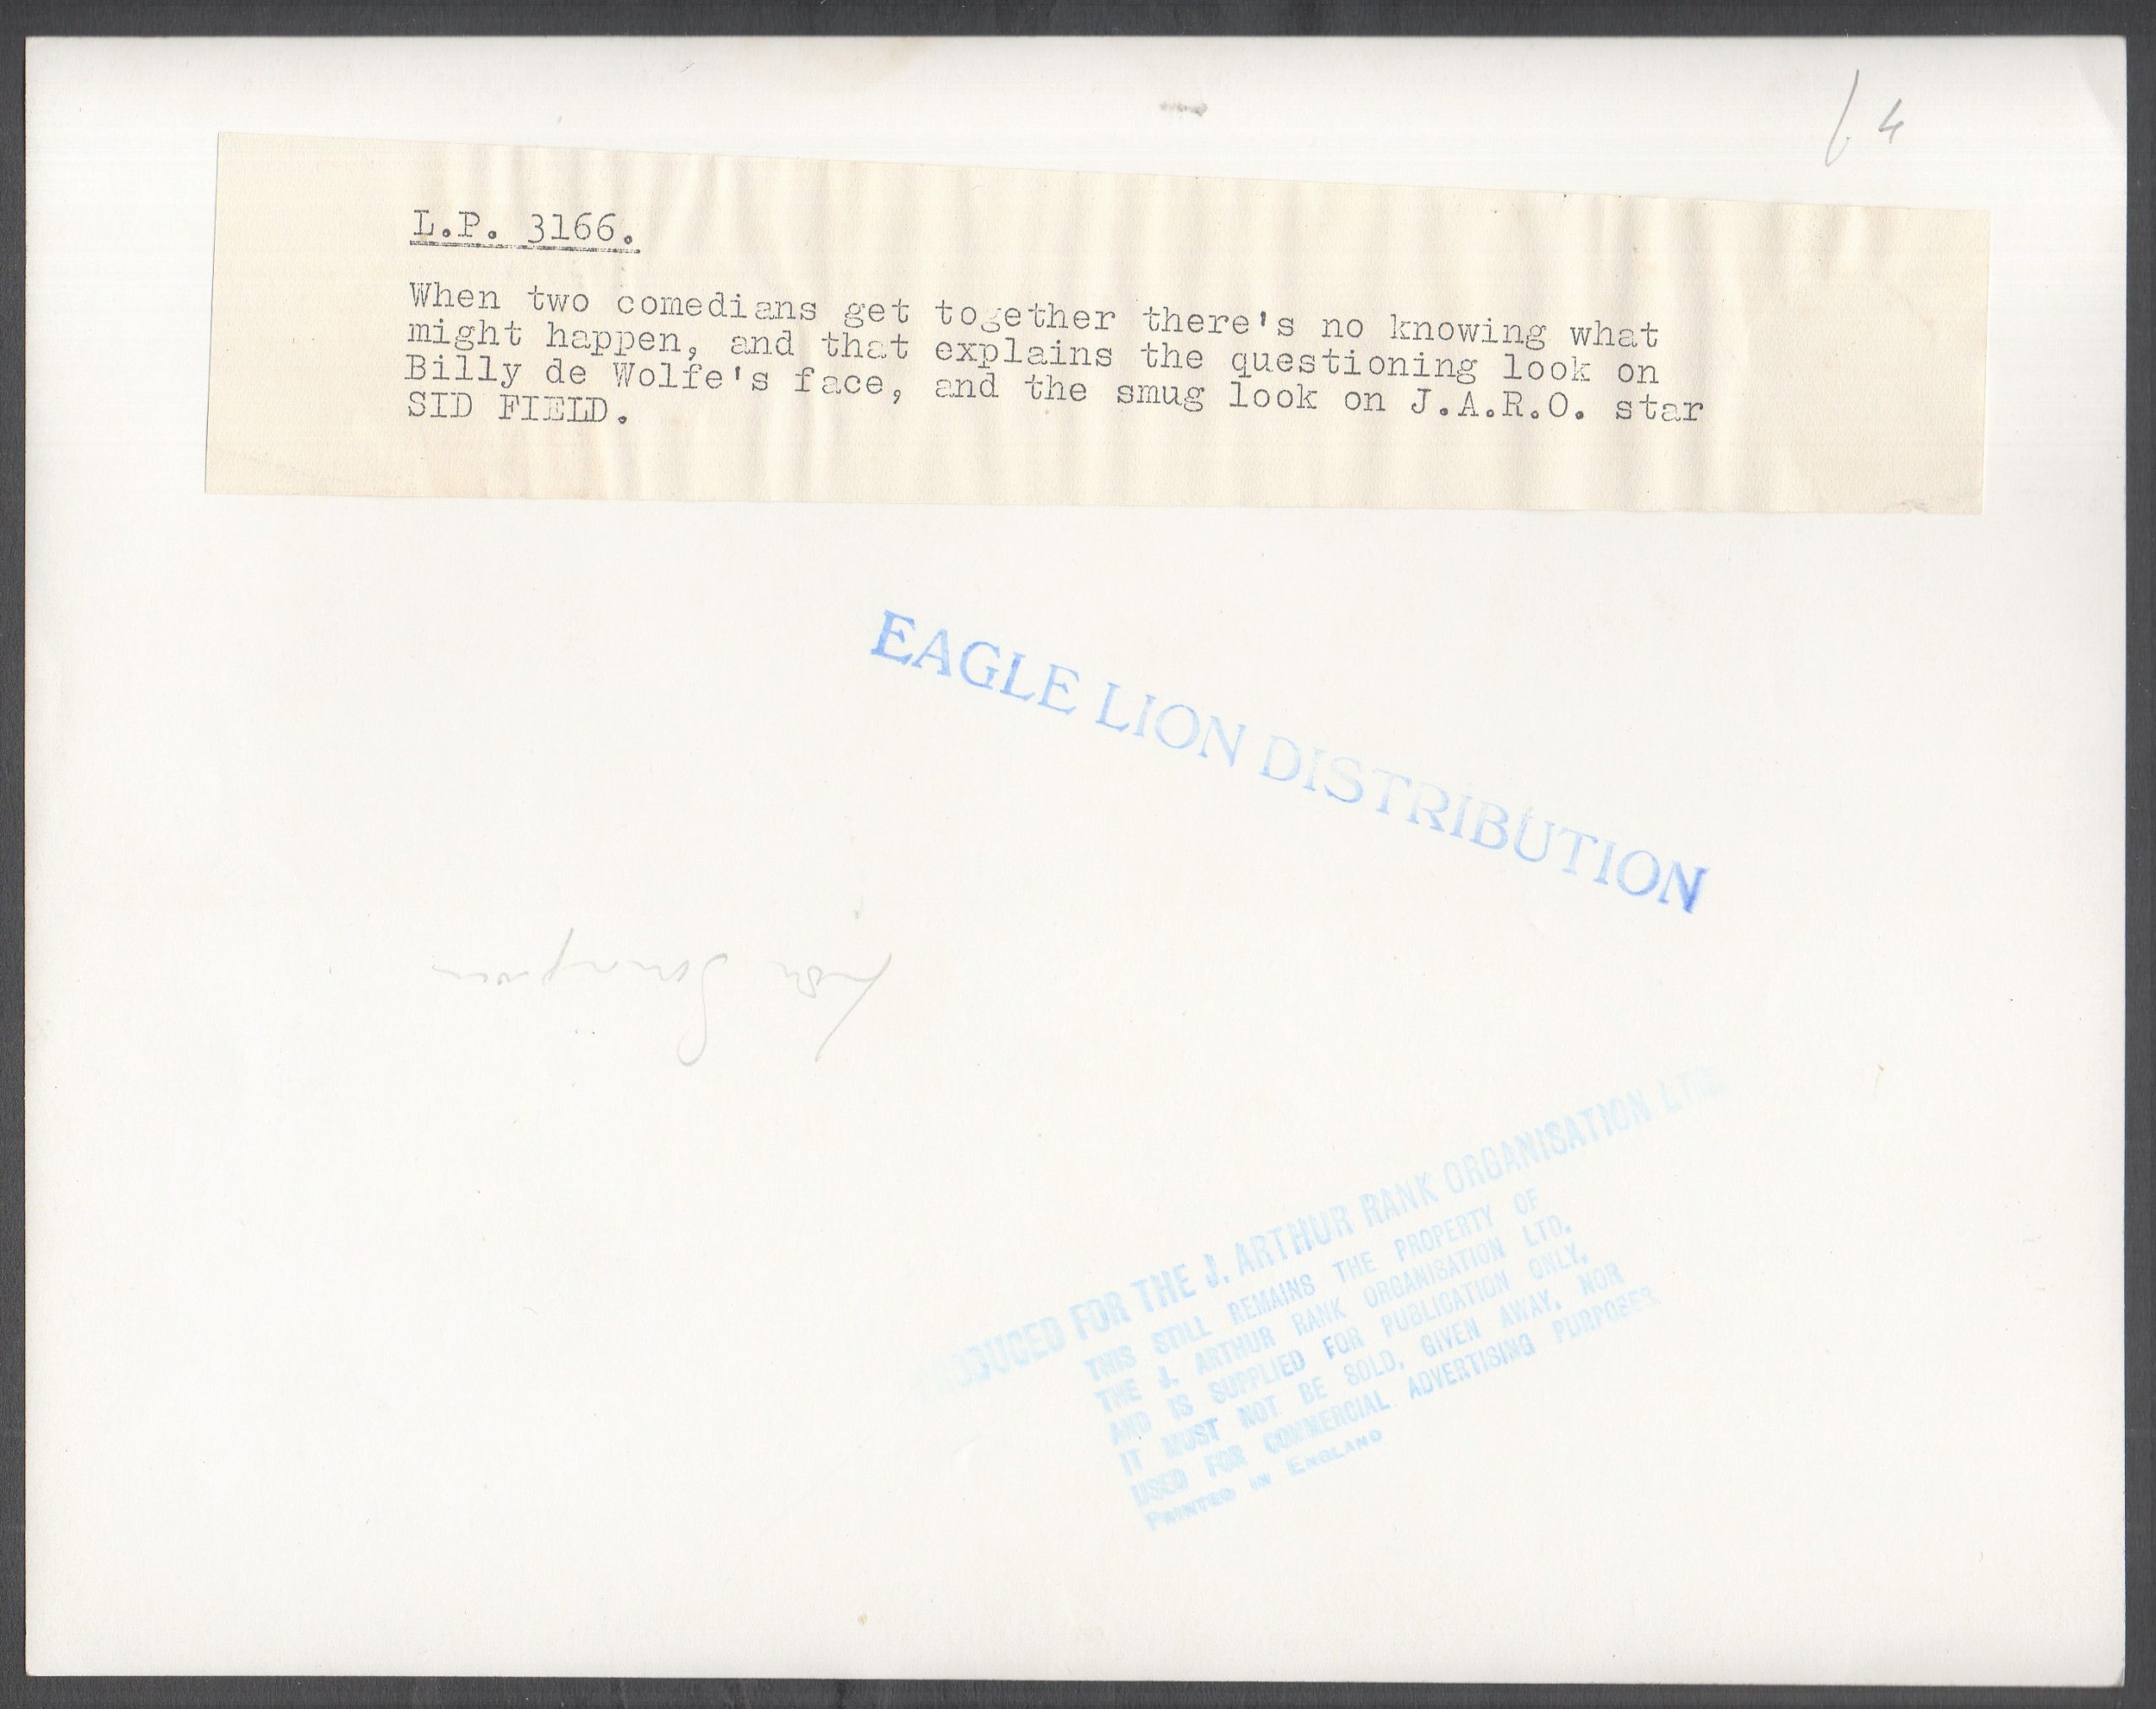 4
L.P. 3166.
When two comedians get together there's no knowing what
might happen, and that explains the questioning look on
Billy de Wolfe's face, and the smug look on J.A.R.O. star
SID FIELD.
EAGLE LION DISTRIBUTION
FOR THE J. ARTHUR RANK ORGANISATION LTD.
THIS STILL REMAINS THE PROPERTY OF
THE J. ARTHUR RANK ORGANISATION LTD.
AND IS SUPPLIED FOR PUBLICATION ONLY.
IT MUST NOT BE SOLD, GIVEN AWAY, NOR
USED FOR COMMERCIAL ADVERTISING PURPOSES
PRINTED IN ENGLAND